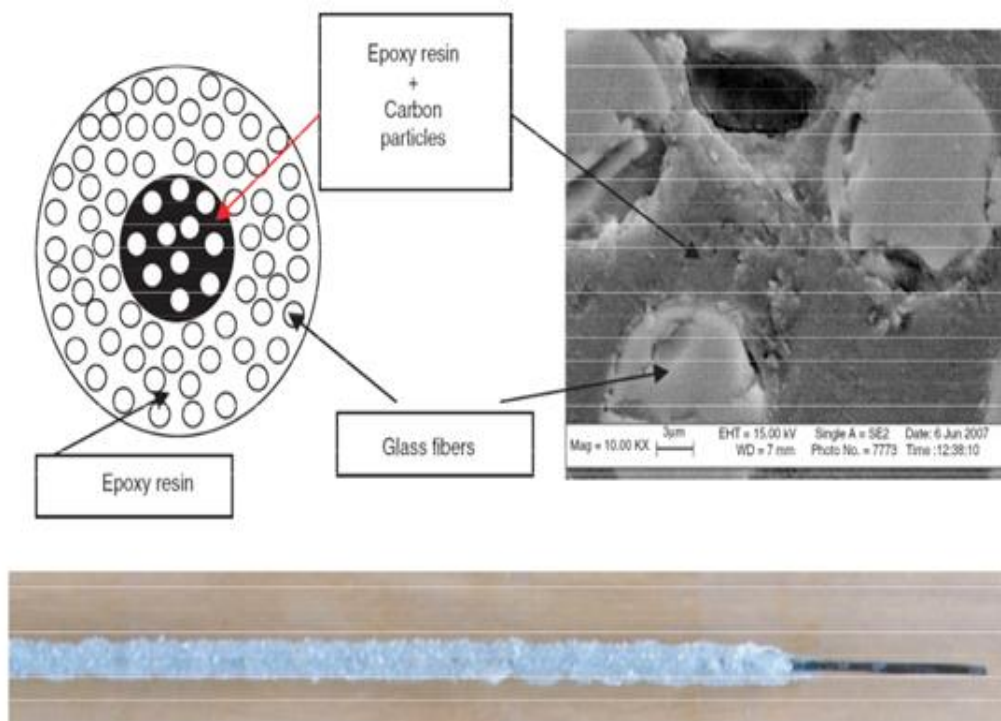 Epoxy resin
+
Carbon
particles
Glass fibers
Epoxy resin
Mag = 10.00 KX
3µm
EHT = 15.00 kV
WD = 7 mm
Single A = SE2
Photo No. = 7773
Date: 6 Jun 2007
Time :12:38:10